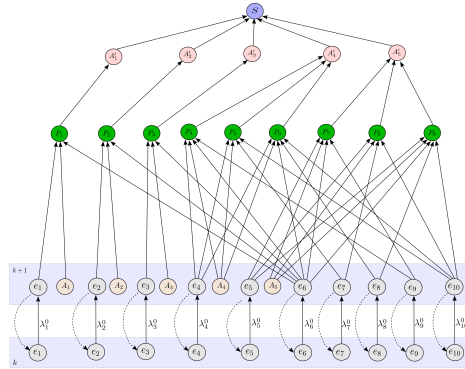 S
A'₁ A'₂ A'₃ A'₄ A'₅
P₁ P₂ P₃ P₄ P₅ P₆ P₇ P₈ P₉
k+1
e₁ A₁ e₂ A₂ e₃ A₃ e₄ A₄ e₅ A₅ e₆ e₇ e₈ e₉ e₁₀
λ⁰₁ λ⁰₂ λ⁰₃ λ⁰₄ λ⁰₅ λ⁰₆ λ⁰₇ λ⁰₈ λ⁰₉ λ⁰₁₀
e₁ e₂ e₃ e₄ e₅ e₆ e₇ e₈ e₉ e₁₀
k